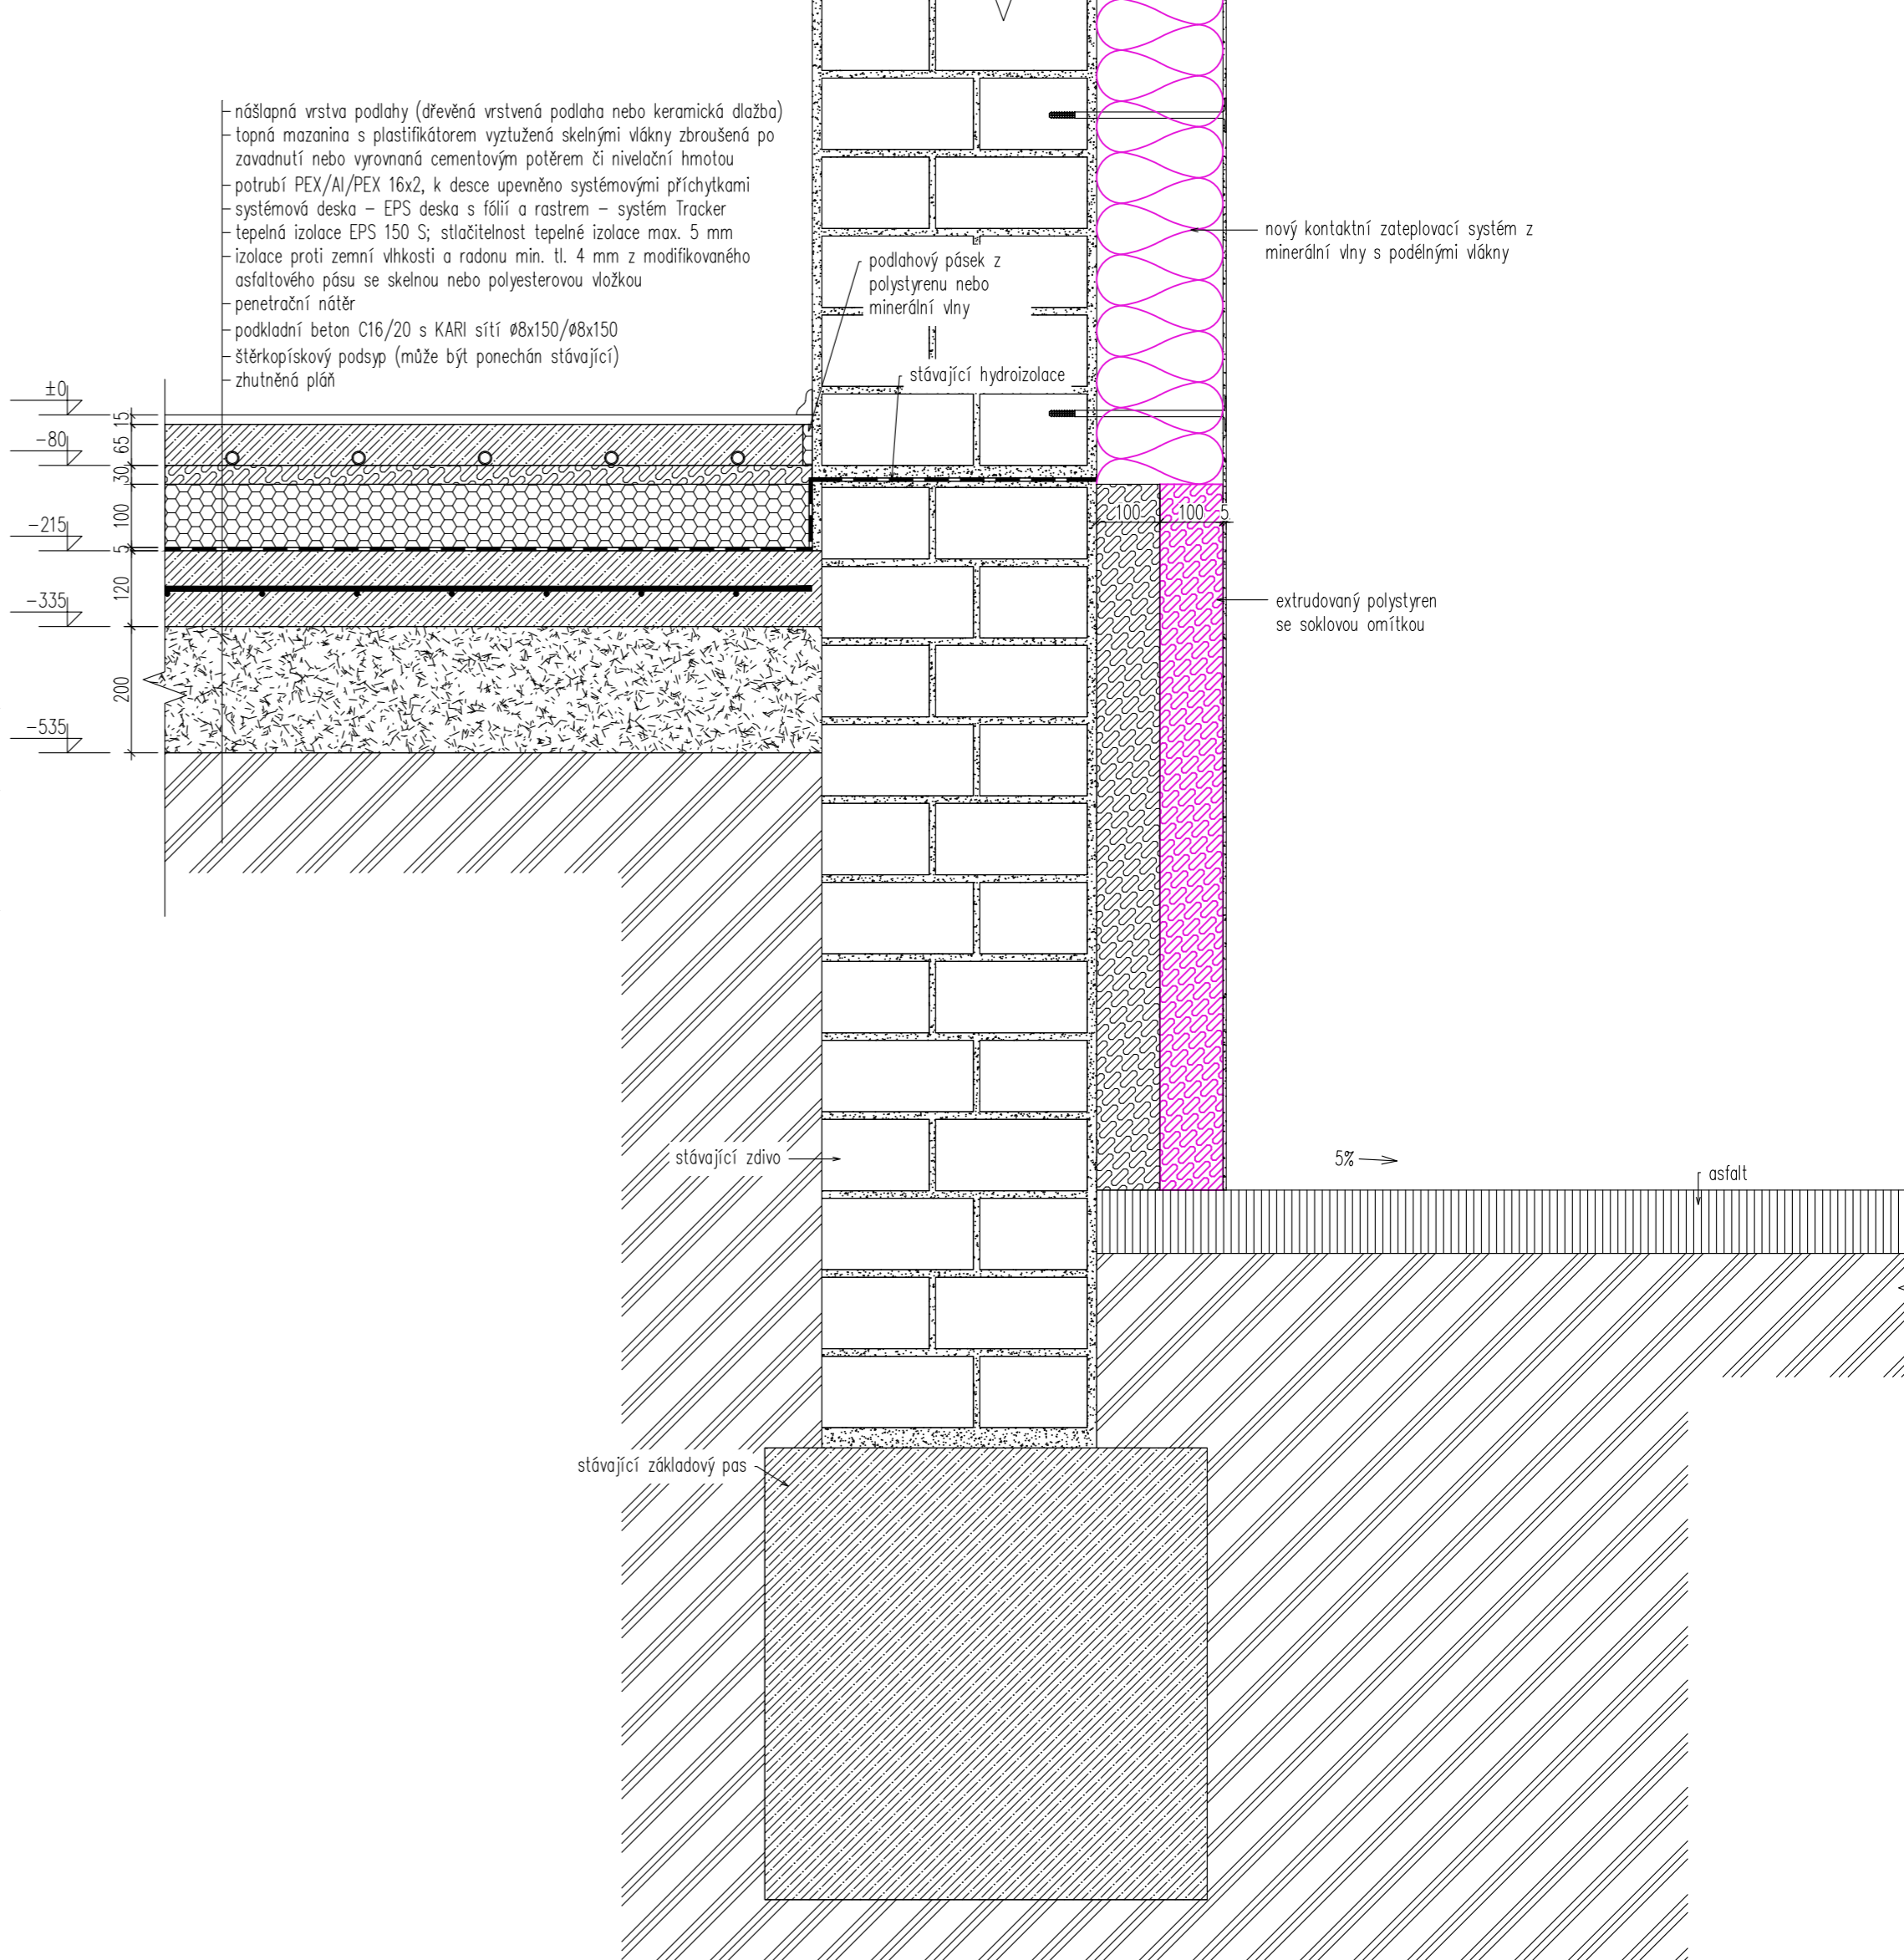 nášlapná vrstva podlahy (dřevěná vrstvená podlaha nebo keramická dlažba)
topná mazanina s plastifikátorem vyztužená skelnými vlákny zbroušená po
zavadnutí nebo vyrovnaná cementovým potěrem či nivelační hmotou
potrubí PEX/Al/PEX 16x2, k desce upevněno systémovými příchytkami
systémová deska – EPS deska s fólií a rastrem – systém Tracker
tepelná izolace EPS 150 S; stlačitelnost tepelné izolace max. 5 mm
izolace proti zemní vlhkosti a radonu min. tl. 4 mm z modifikovaného
asfaltového pásu se skelnou nebo polyesterovou vložkou
penetrační nátěr
podkladní beton C16/20 s KARI sítí ø8x150/ø8x150
štěrkopískový podsyp (může být ponechán stávající)
zhutněná pláň
podlahový pásek z
polystyrenu nebo
minerální vlny
stávající hydroizolace
nový kontaktní zateplovací systém z
minerální vlny s podélnými vlákny
±0
-80
-215
-335
-535
15
65
30
100
5
120
200
100
100
5
extrudovaný polystyren
se soklovou omítkou
stávající zdivo
5%
asfalt
stávající základový pas